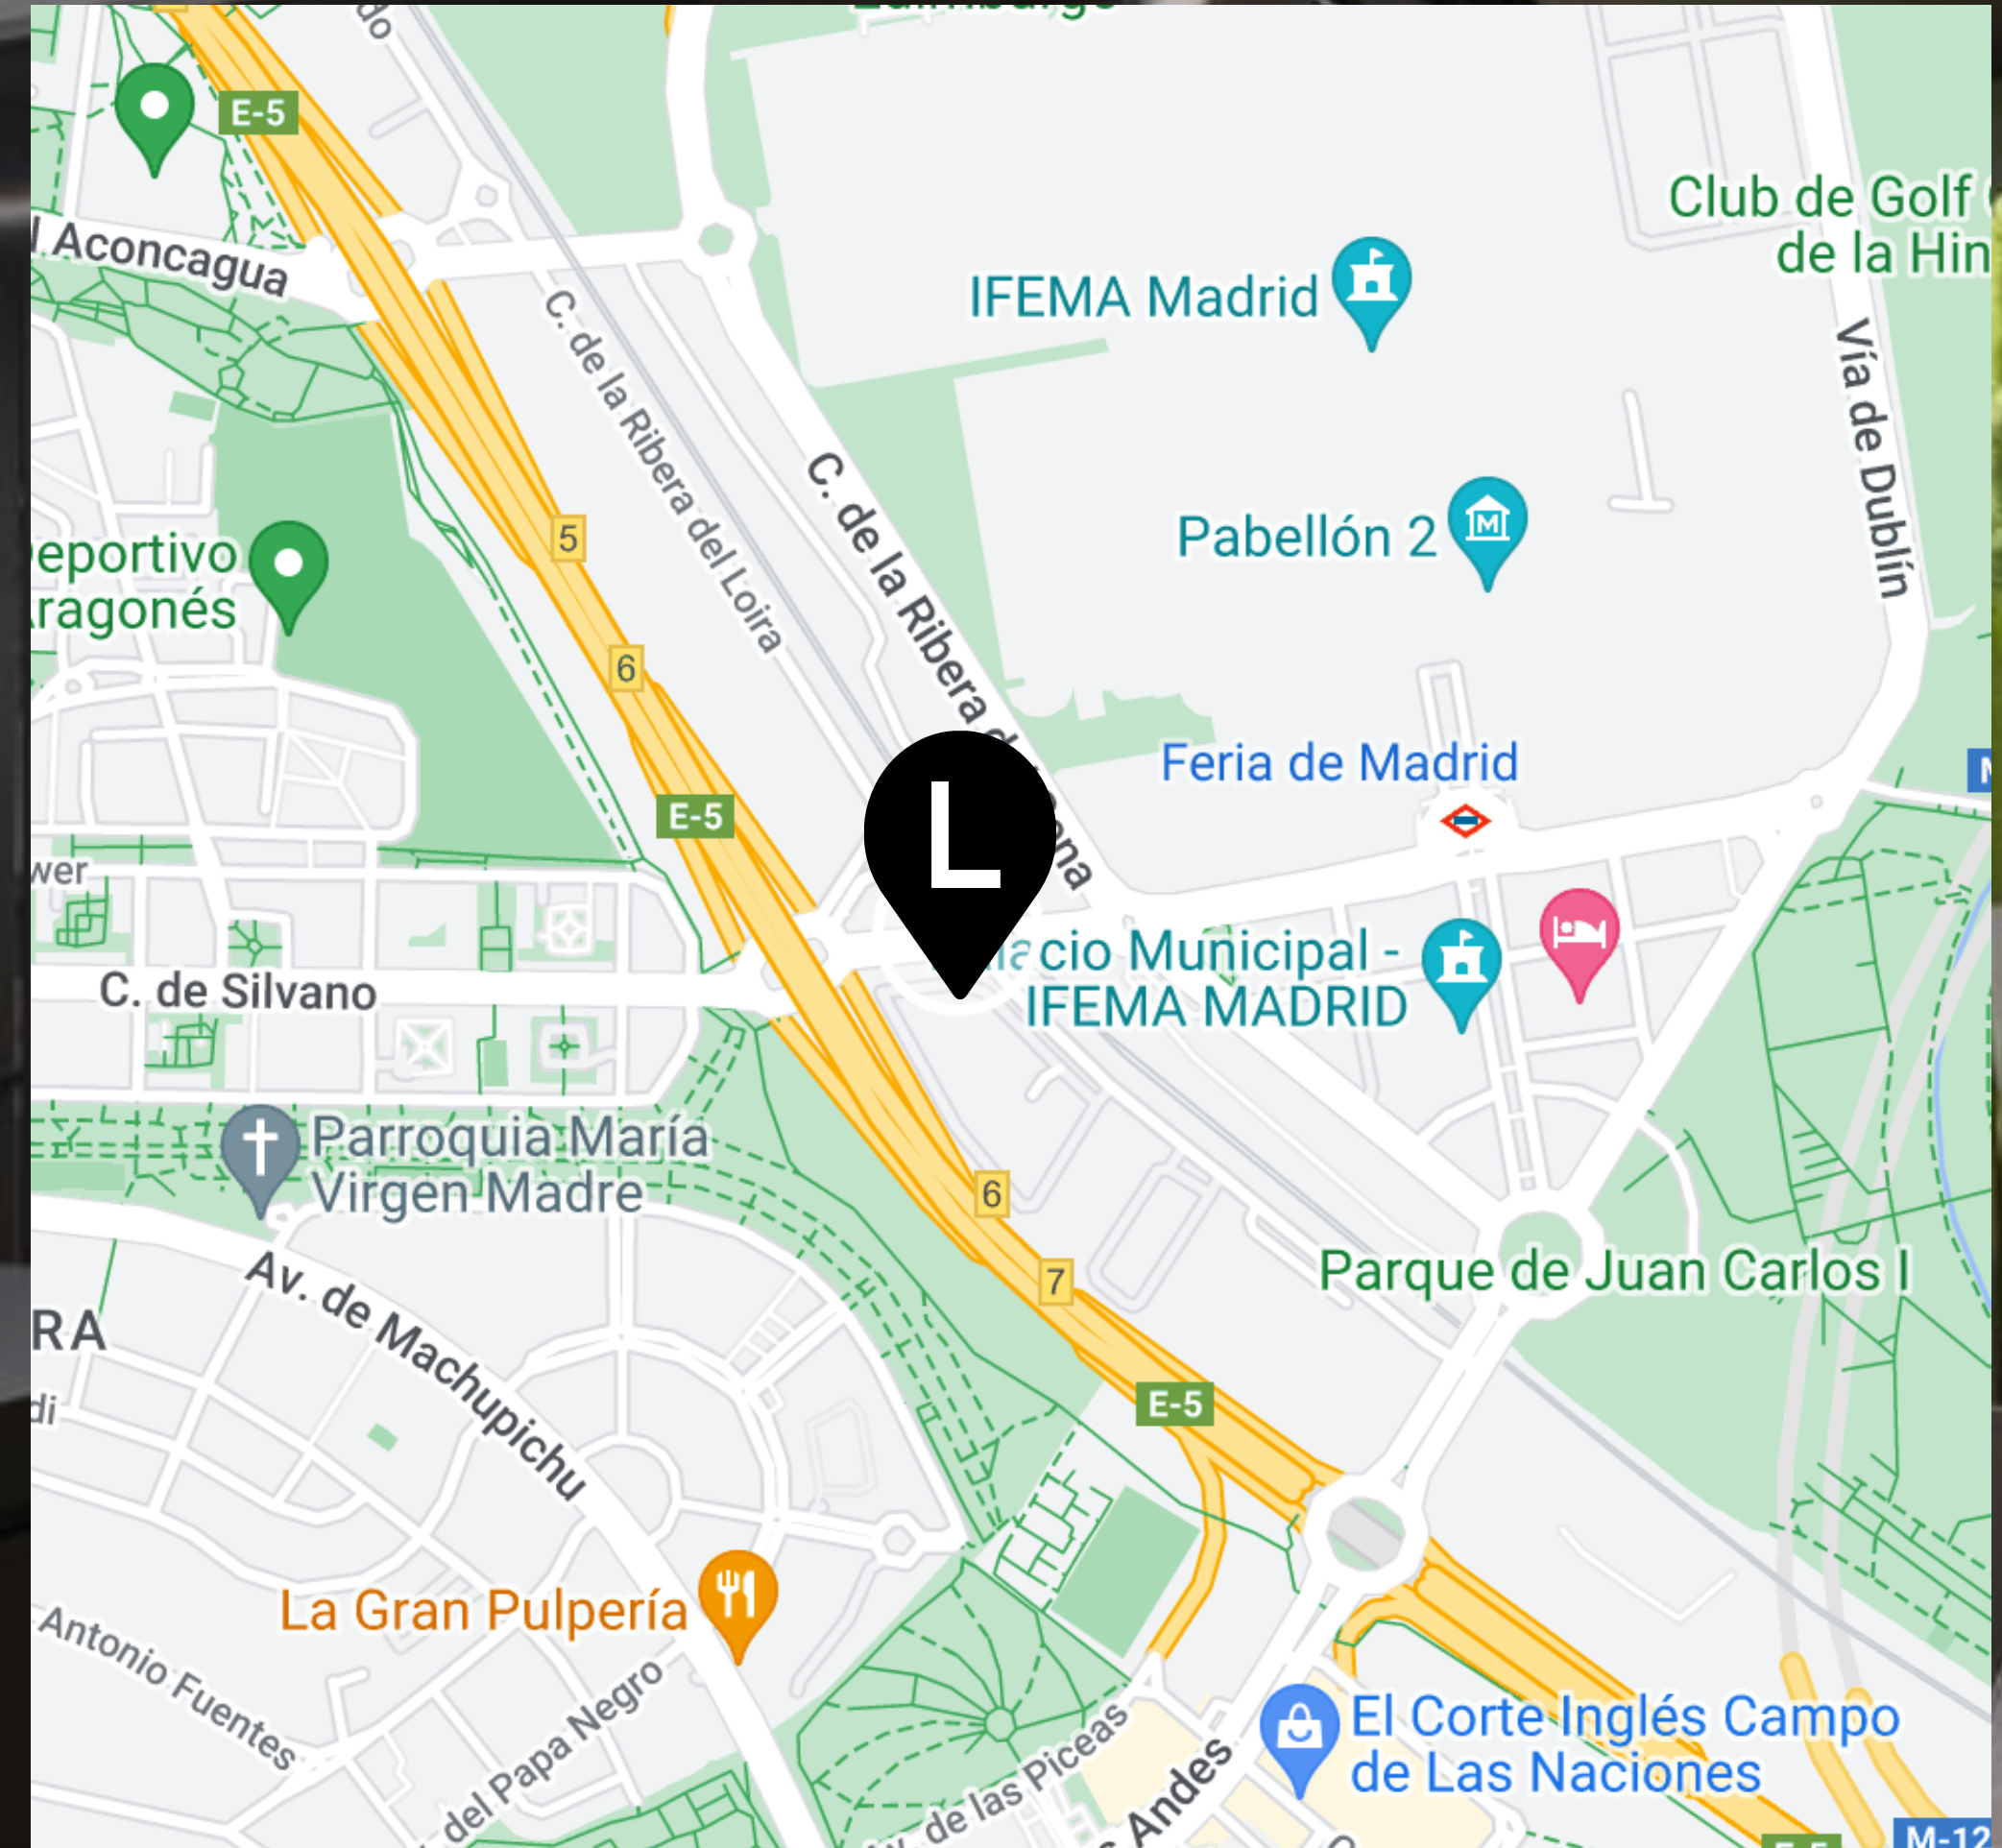 E-5
l Aconcagua
Club de Golf
de la Hin
IFEMA Madrid
C. de la Ribera del Loira
Vía de Dublín
C. de la Ribera d
ena
5
Pabellón 2
eportivo
ragonés
6
Feria de Madrid
E-5
L
wer
acio Municipal -
IFEMA MADRID
C. de Silvano
Parroquia María
Virgen Madre
6
7
Parque de Juan Carlos I
Av. de Machupichu
RA
di
E-5
La Gran Pulpería
Antonio Fuentes
del Papa Negro
de las Piceas
Andes
El Corte Inglés Campo
de Las Naciones
M-12